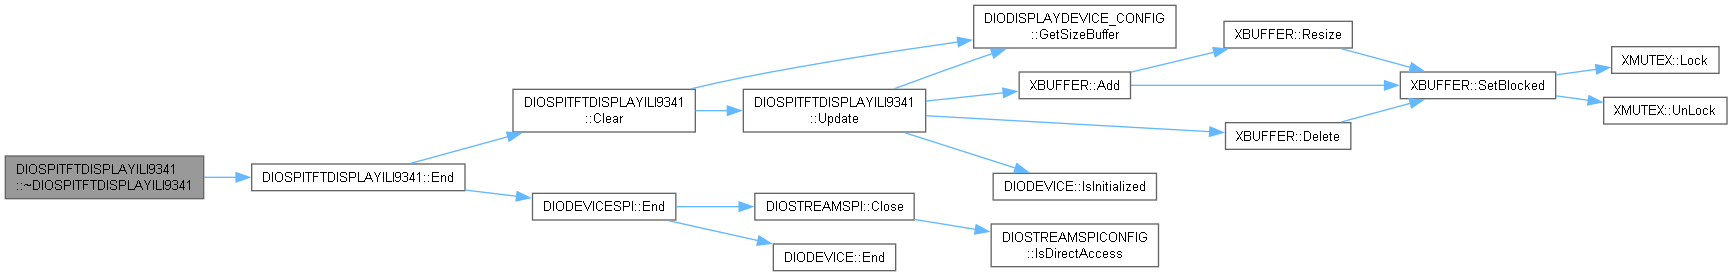 DIOSPITFTDISPLAYILI9341
::~DIOSPITFTDISPLAYILI9341
DIOSPITFTDISPLAYILI9341::End
DIOSPITFTDISPLAYILI9341
::Clear
DIODISPLAYDEVICE_CONFIG
::GetSizeBuffer
DIOSPITFTDISPLAYILI9341
::Update
XBUFFER::Add
XBUFFER::Resize
XBUFFER::SetBlocked
XMUTEX::Lock
XMUTEX::UnLock
XBUFFER::Delete
DIODEVICE::IsInitialized
DIODEVICESPI::End
DIOSTREAMSPI::Close
DIOSTREAMSPICONFIG
::IsDirectAccess
DIODEVICE::End